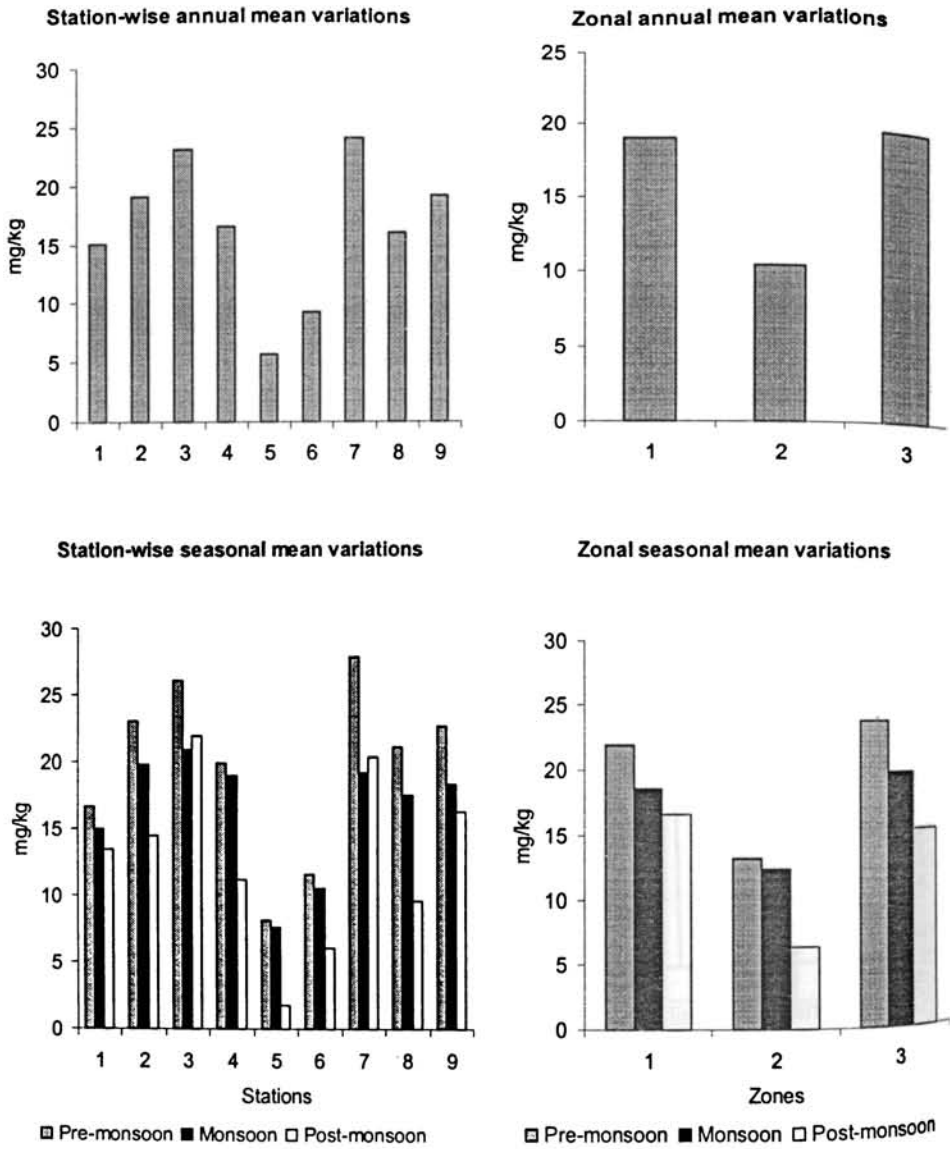 Station-wise annual mean variations
30
25
20
15
10
5
0
mg/kg
1 2 3 4 5 6 7 8 9
Zonal annual mean variations
25
20
15
10
5
0
mg/kg
1 2 3
Station-wise seasonal mean variations
30
25
20
15
10
5
0
mg/kg
1 2 3 4 5 6 7 8 9
Stations
Pre-monsoon Monsoon Post-monsoon
Zonal seasonal mean variations
30
25
20
15
10
5
0
mg/kg
1 2 3
Zones
Pre-monsoon Monsoon Post-monsoon